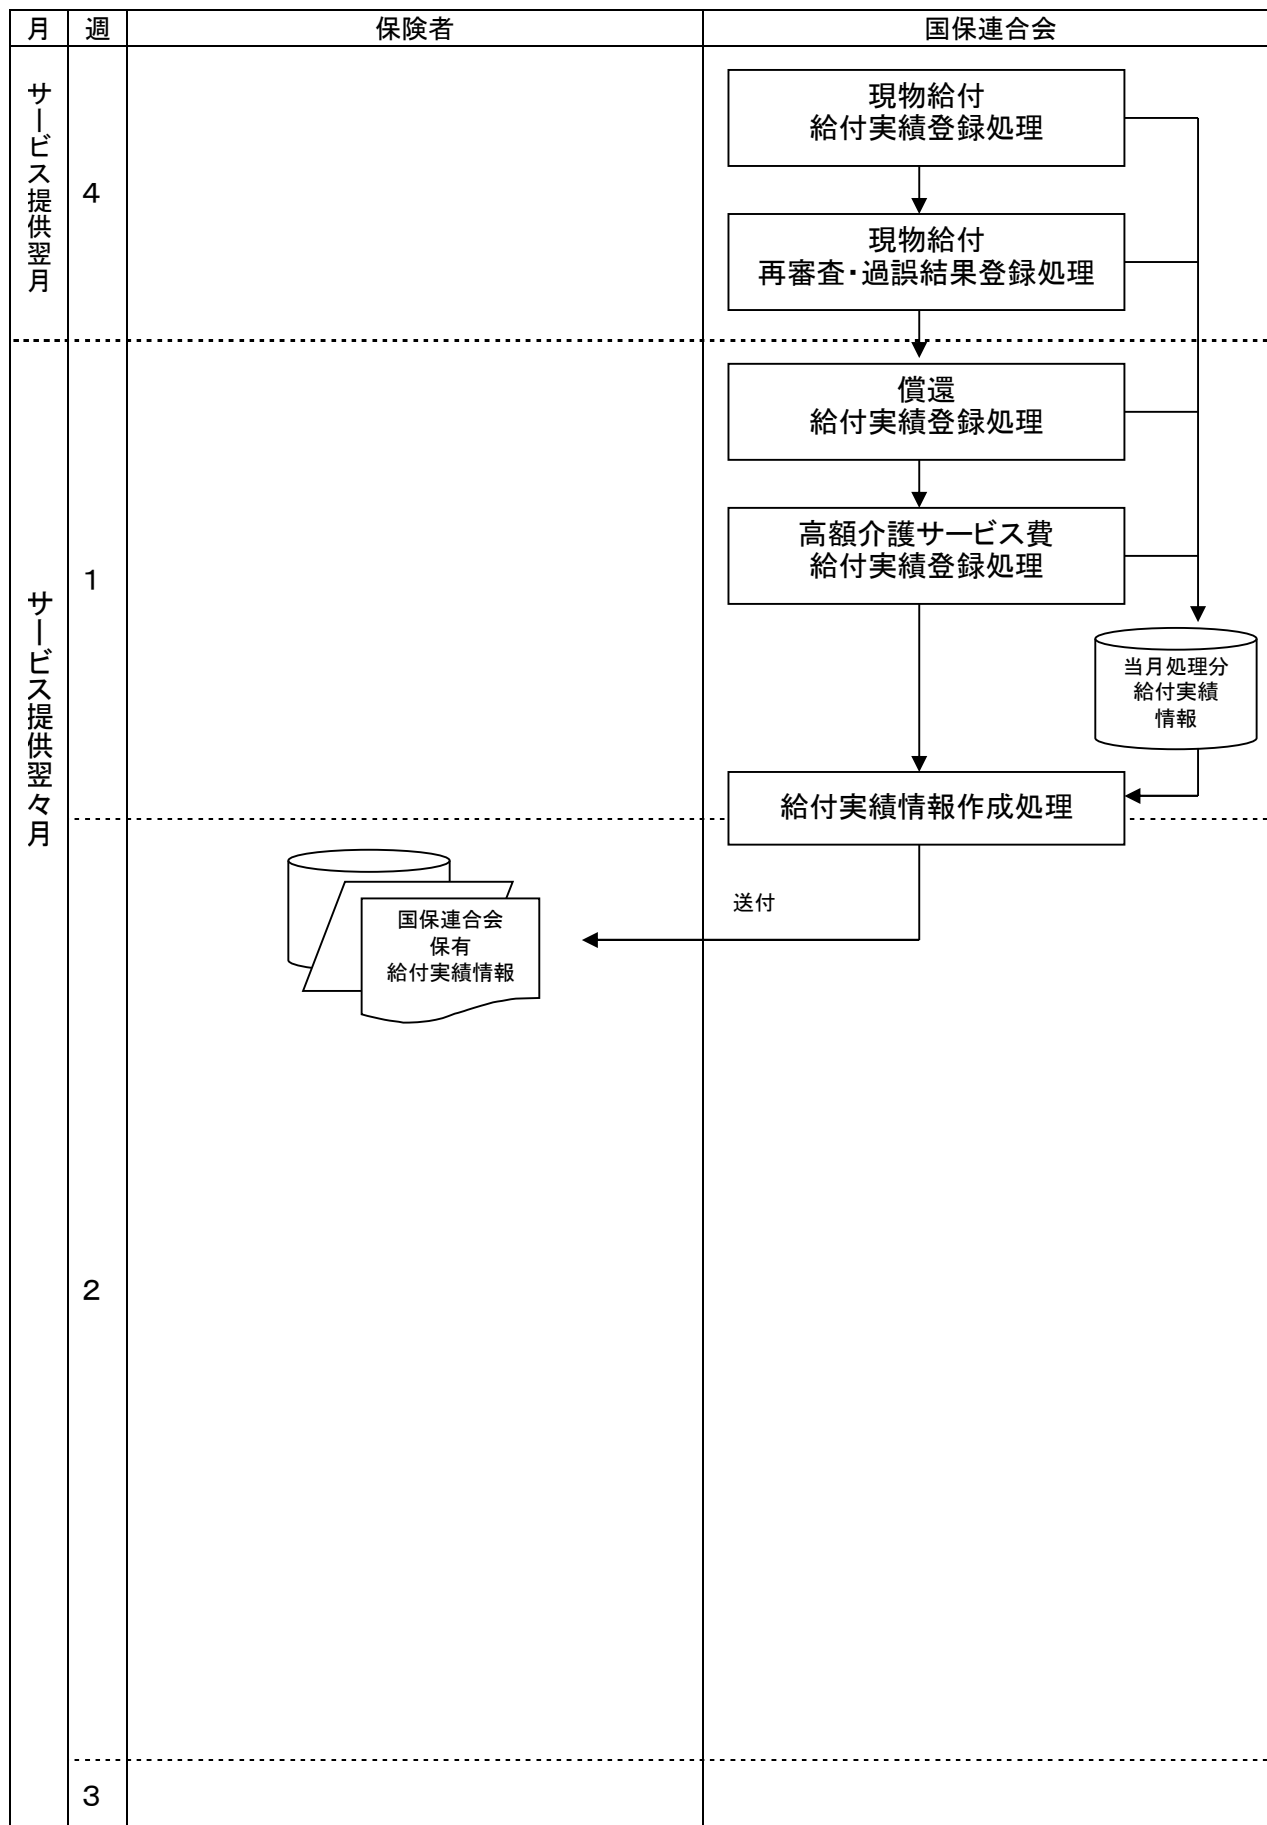 月
週
保険者
国保連合会
サービス提供翌月
4
現物給付
給付実績登録処理
現物給付
再審査・過誤結果登録処理
サービス提供翌々月
1
償還
給付実績登録処理
高額介護サービス費
給付実績登録処理
当月処理分
給付実績
情報
給付実績情報作成処理
2
送付
国保連合会
保有
給付実績情報
3